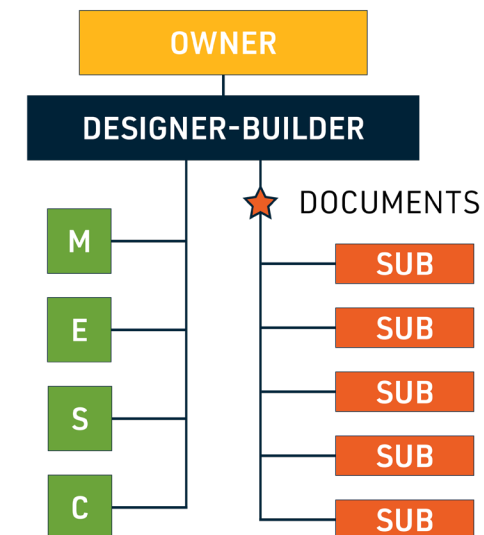 OWNER
DESIGNER-BUILDER
DOCUMENTS
M
SUB
E
SUB
S
SUB
SUB
C
SUB